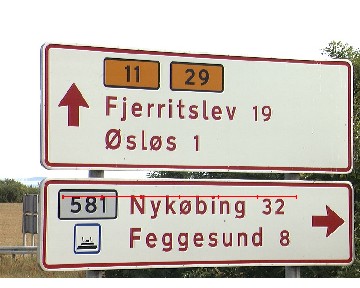 11 29
Fjerritslev 19
Øsløs 1
581 Nykøbing 32
Feggesund 8